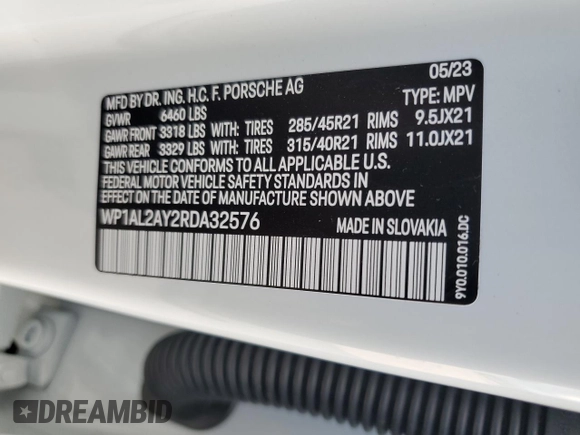 MFD BY DR. ING. H.C. F. PORSCHE AG 05/23
GVWR 6460 LBS TYPE: MPV
GAWR FRONT 3318 LBS WITH: TIRES 285/45R21 RIMS 9.5JX21
GAWR REAR 3329 LBS WITH: TIRES 315/40R21 RIMS 11.0JX21
THIS VEHICLE CONFORMS TO ALL APPLICABLE U.S.
FEDERAL MOTOR VEHICLE SAFETY STANDARDS IN
EFFECT ON THE DATE OF MANUFACTURE SHOWN ABOVE
WP1AL2AY2RDA32576 MADE IN SLOVAKIA
9Y0.010.016.DC
DREAMBID